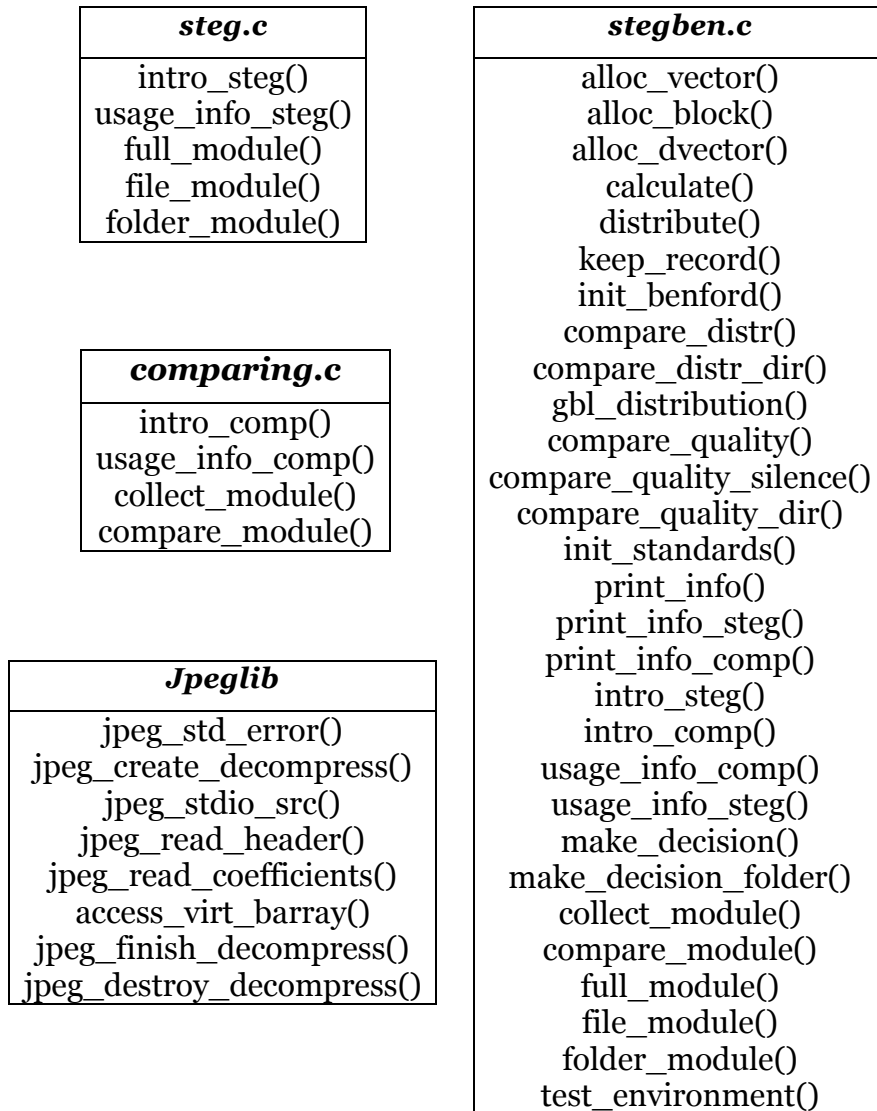 steg.c
intro_steg()
usage_info_steg()
full_module()
file_module()
folder_module()
comparing.c
intro_comp()
usage_info_comp()
collect_module()
compare_module()
Jpeglib
jpeg_std_error()
jpeg_create_decompress()
jpeg_stdio_src()
jpeg_read_header()
jpeg_read_coefficients()
access_virt_barray()
jpeg_finish_decompress()
jpeg_destroy_decompress()
stegben.c
alloc_vector()
alloc_block()
alloc_dvector()
calculate()
distribute()
keep_record()
init_benford()
compare_distr()
compare_distr_dir()
gbl_distribution()
compare_quality()
compare_quality_silence()
compare_quality_dir()
init_standards()
print_info()
print_info_steg()
print_info_comp()
intro_steg()
intro_comp()
usage_info_comp()
usage_info_steg()
make_decision()
make_decision_folder()
collect_module()
compare_module()
full_module()
file_module()
folder_module()
test_environment()